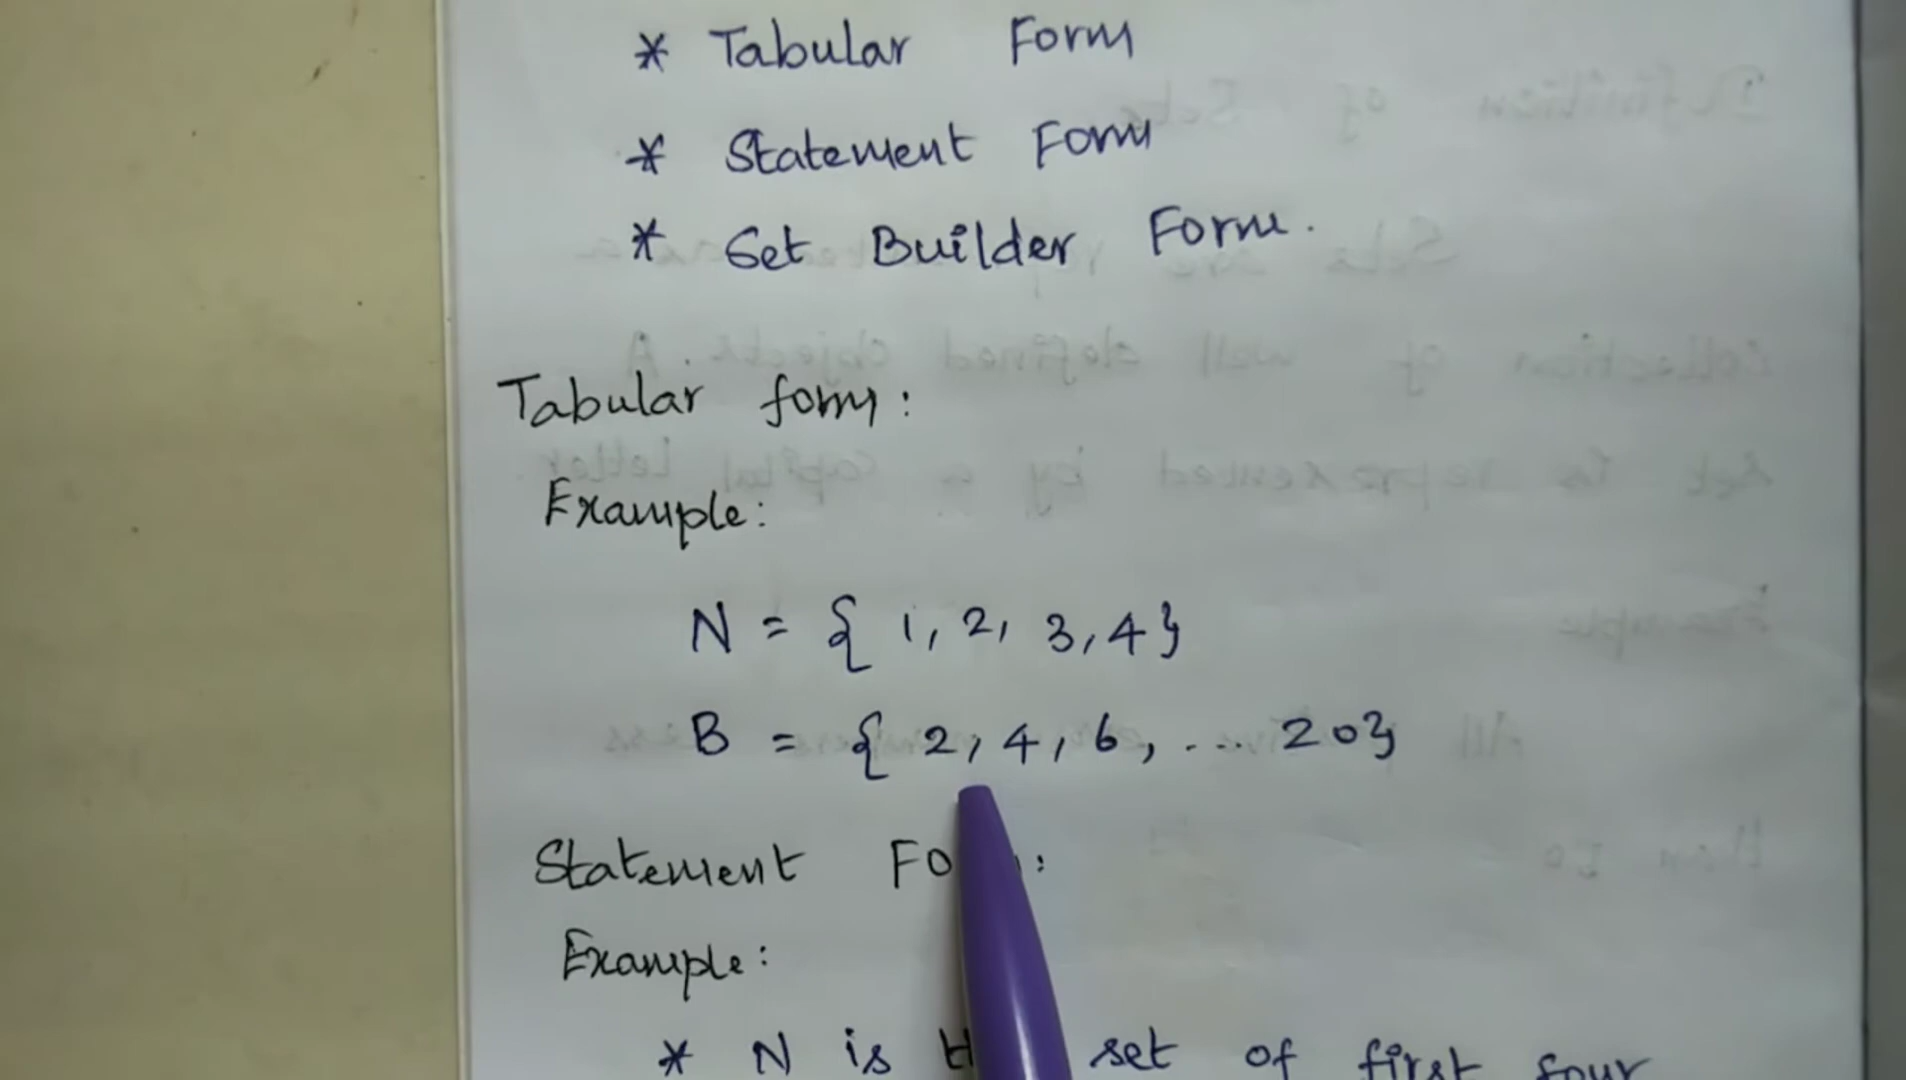 * Tabular Form
* Statement Form
* Set Builder Form.
Tabular form:
Example:
N = { 1, 2, 3, 4}
B = { 2, 4, 6, .... 20}
Statement Fo :
Example:
* N is set of first four